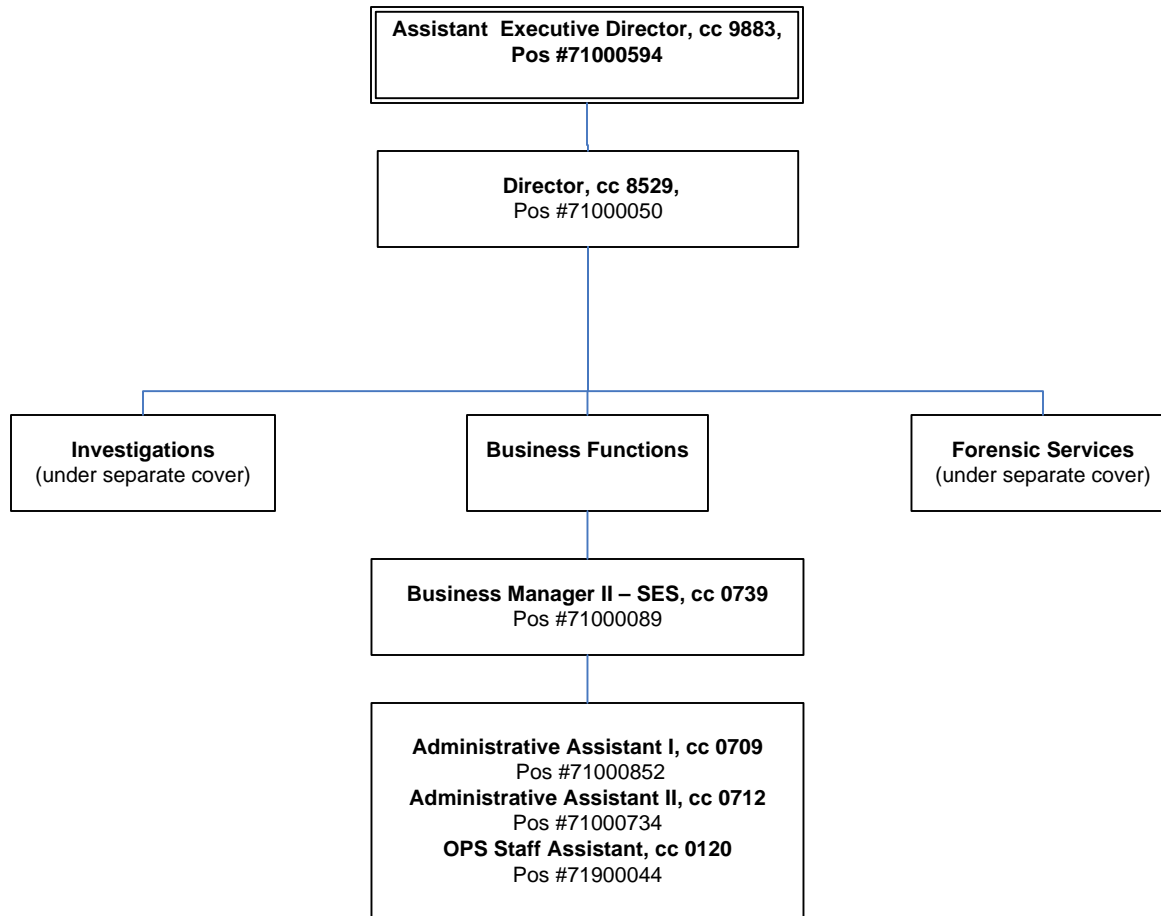 Assistant  Executive Director, cc 9883,
Pos #71000594
Director, cc 8529,
Pos #71000050
Investigations
(under separate cover)
Business Functions
Forensic Services
(under separate cover)
Business Manager II – SES, cc 0739
Pos #71000089
Administrative Assistant I, cc 0709
Pos #71000852
Administrative Assistant II, cc 0712
Pos #71000734
OPS Staff Assistant, cc 0120
Pos #71900044